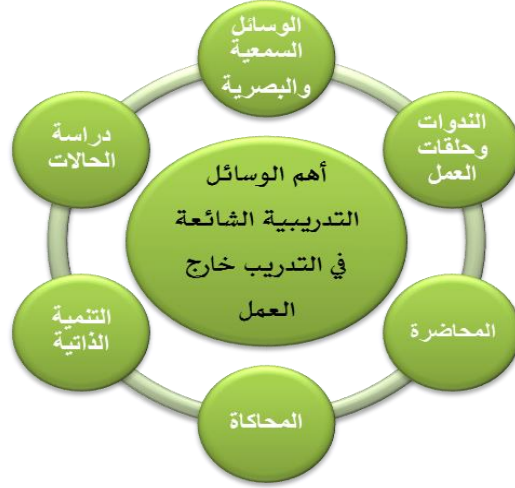 الوسائل
السمعية
والبصرية
الندوات
وحلقات
العمل
المحاضرة
المحاكاة
التنمية
الذاتية
دراسة
الحالات
أهم الوسائل
التدريبية الشائعة
في التدريب خارج
العمل